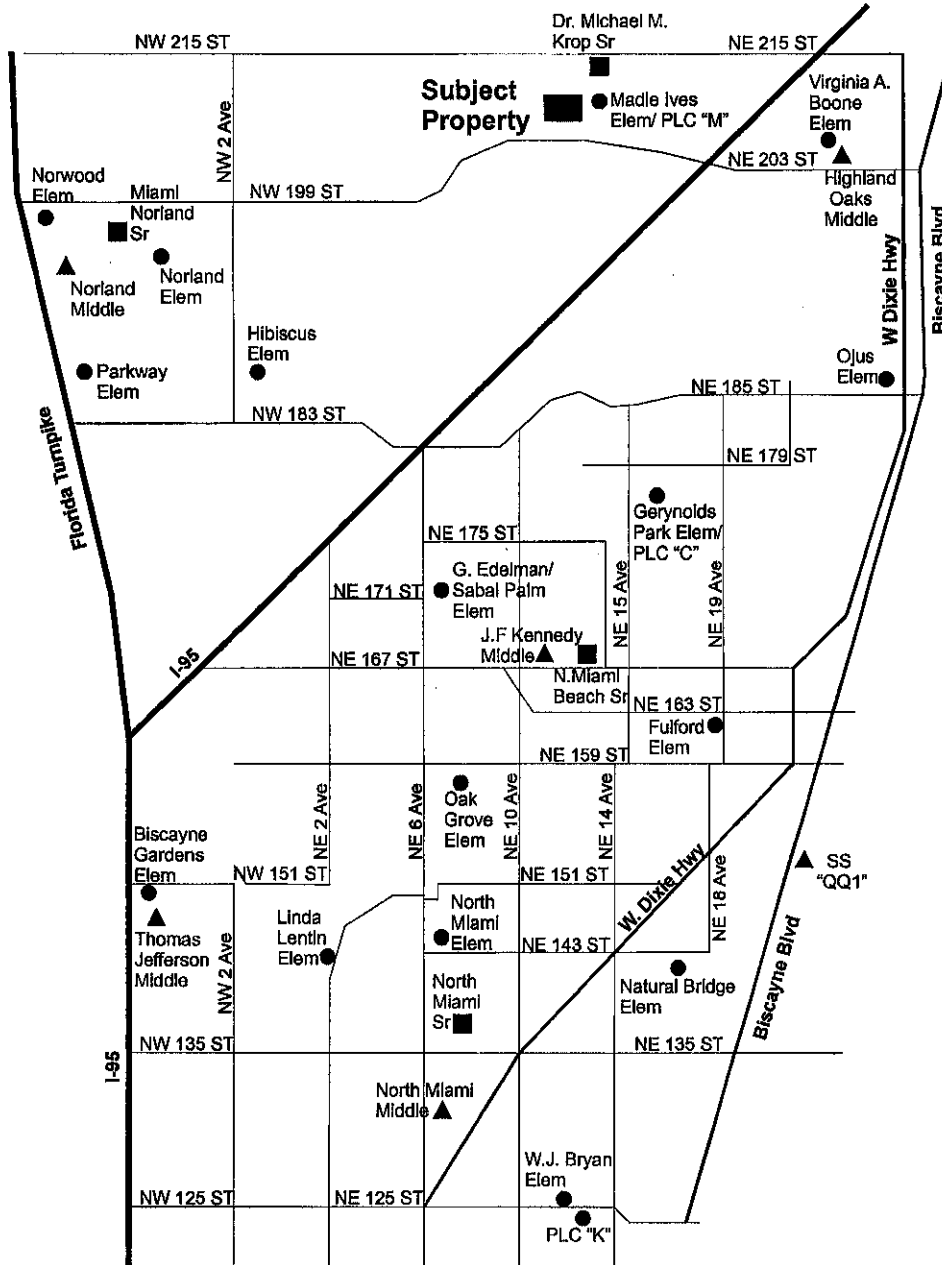 Dr. Michael M.
Krop Sr
NW 215 ST
NE 215 ST
Subject
Property
Madie Ives
Elem/ PLC "M"
Virginia A.
Boone
Elem
NW 2 Ave
NE 203 ST
Highland
Oaks
Middle
Norwood
Elem
Miami
Norland
Sr
NW 199 ST
Norland
Middle
Norland
Elem
Biscayne Blvd
W Dixie Hwy
Parkway
Elem
Hibiscus
Elem
Ojus
Elem
NE 185 ST
NW 183 ST
NE 179 ST
Florida Turnpike
Gerynolds
Park Elem/
PLC "C"
NE 175 ST
NE 171 ST
G. Edelman/
Sabal Palm
Elem
NE 15 Ave
NE 19 Ave
J.F Kennedy
Middle
I-95
NE 167 ST
N.Miami
Beach Sr
NE 163 ST
Fulford
Elem
NE 159 ST
NE 2 Ave
NE 6 Ave
Oak
Grove
Elem
NE 10 Ave
NE 14 Ave
W. Dixie Hwy
NE 18 Ave
SS
"QQ1"
Biscayne
Gardens
Elem
NW 151 ST
NE 151 ST
Thomas
Jefferson
Middle
NW 2 Ave
Linda
Lentin
Elem
North
Miami
Elem
NE 143 ST
Natural Bridge
Elem
Biscayne Blvd
North
Miami
Sr
NW 135 ST
NE 135 ST
I-95
North Miami
Middle
W.J. Bryan
Elem
NW 125 ST
NE 125 ST
PLC "K"